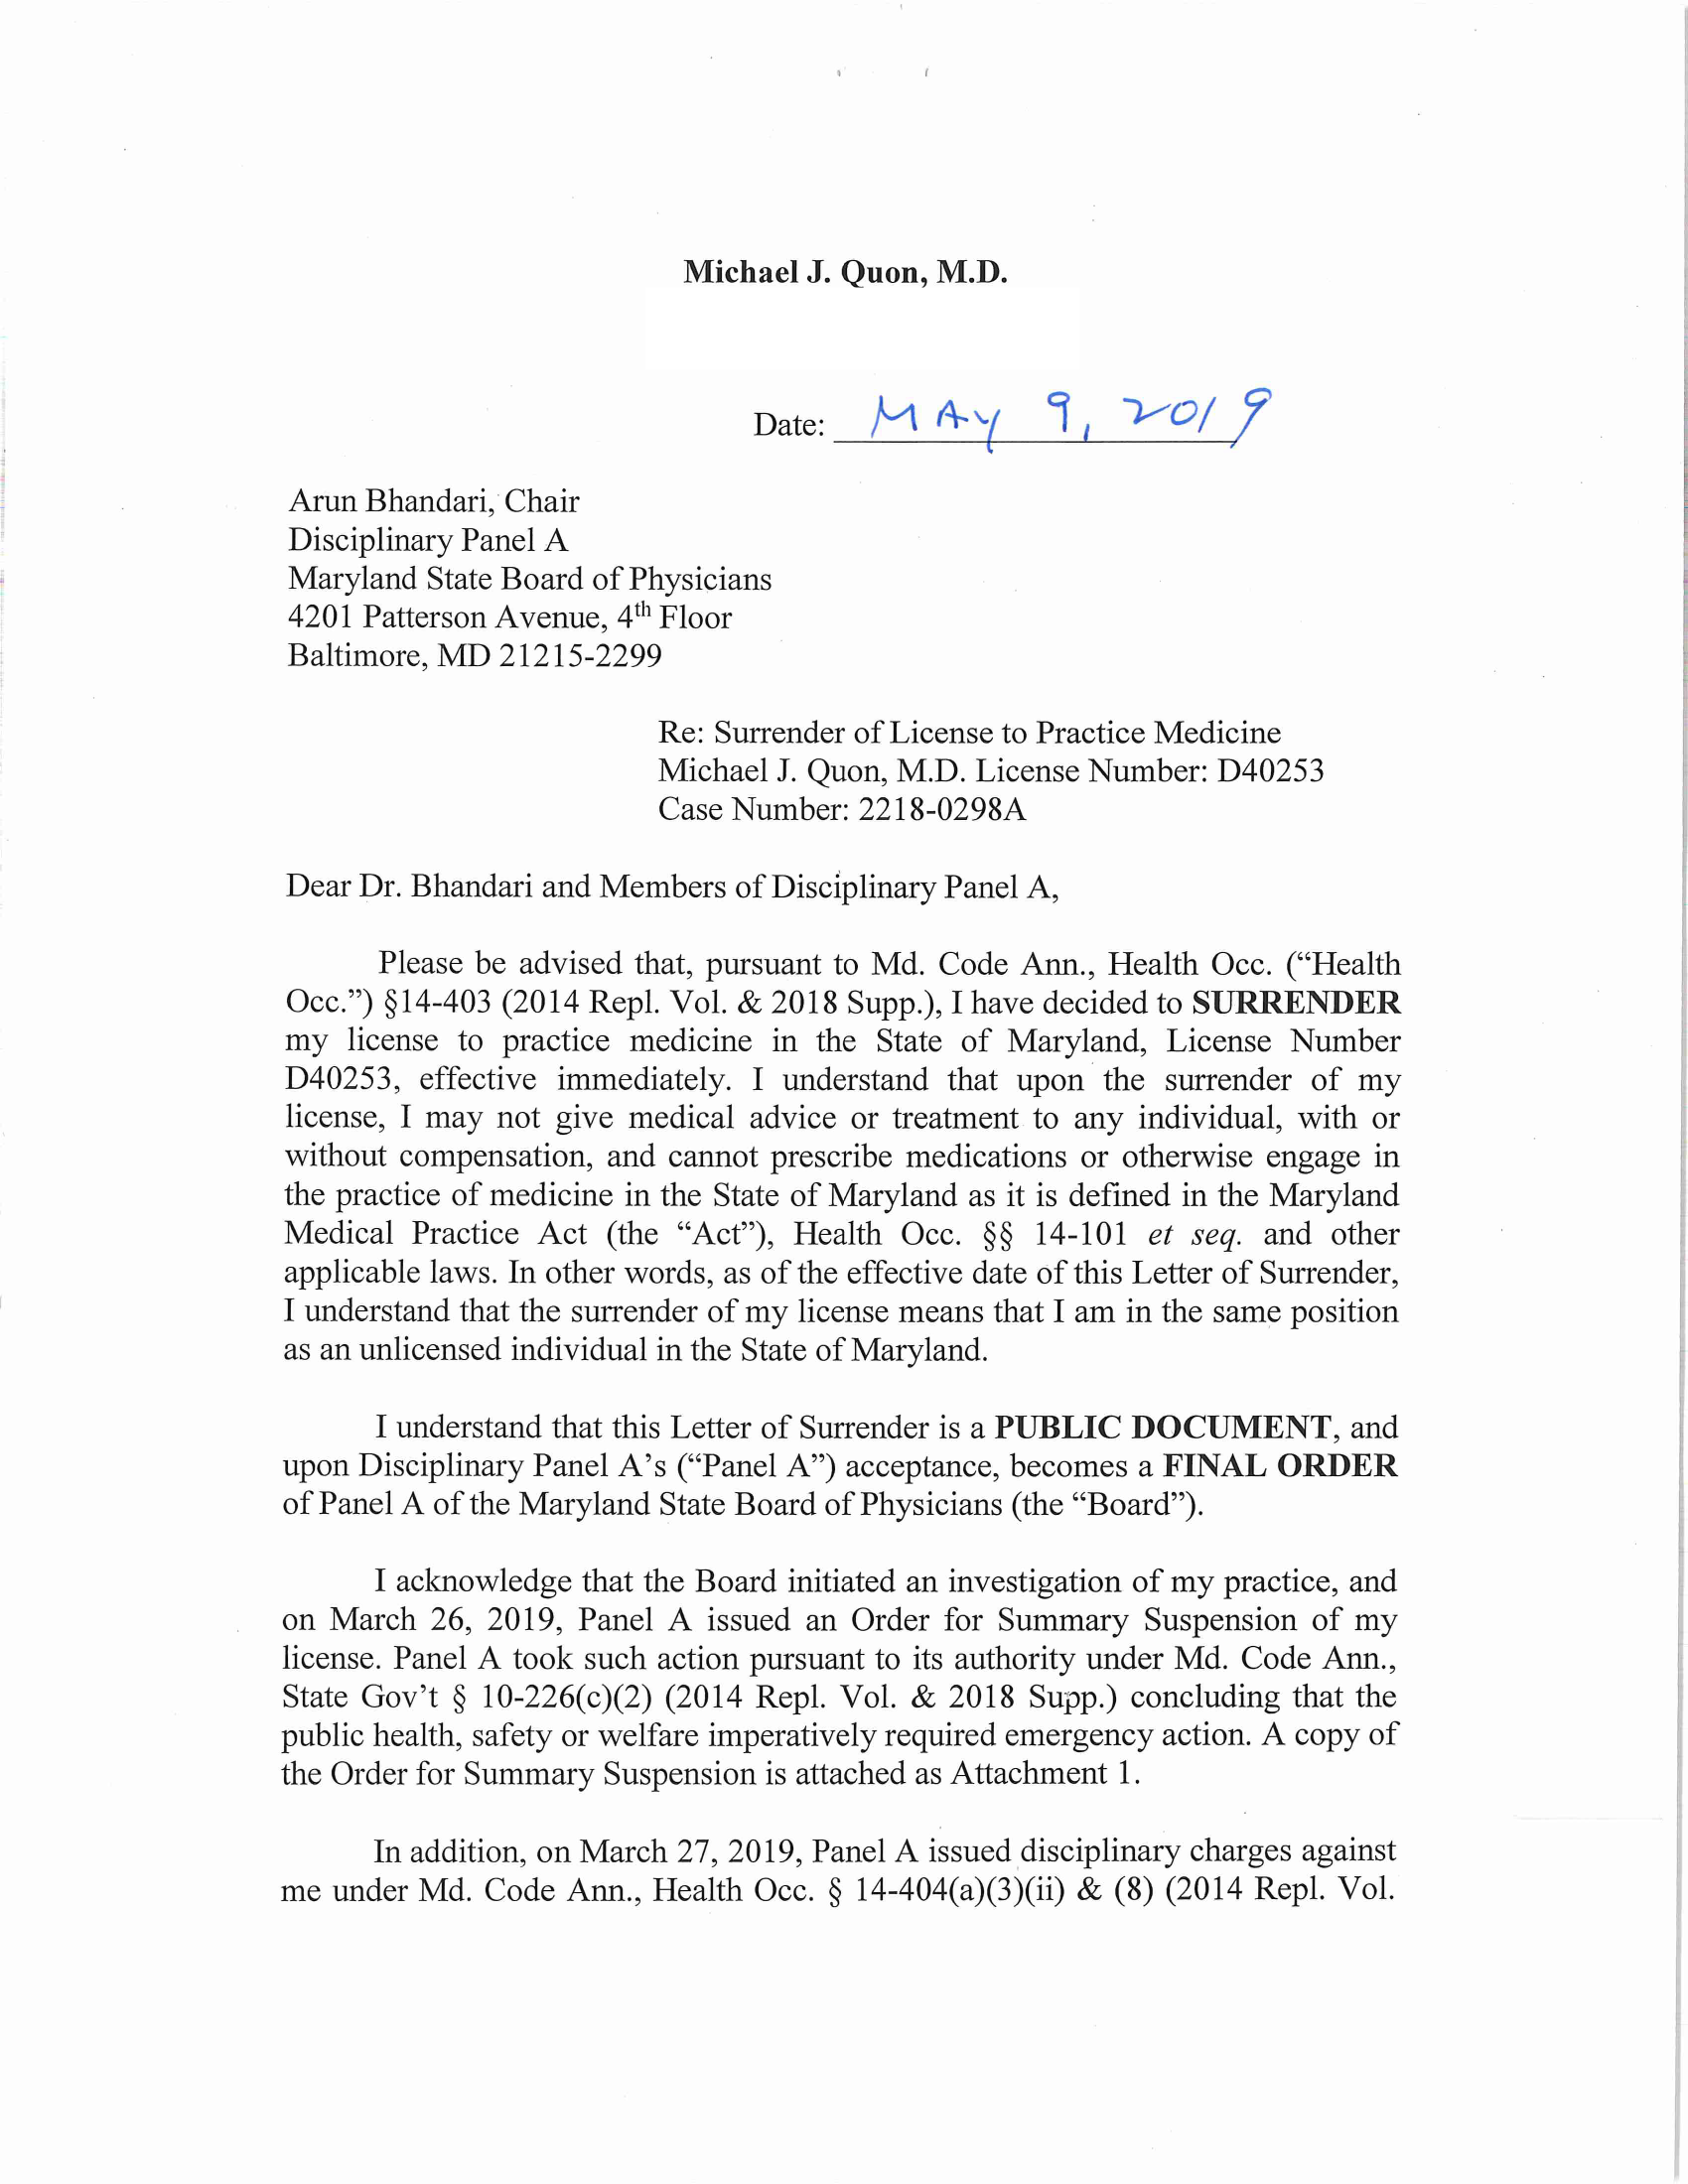 Michael J. Quon, M.D.
Date: MAY 9, 2019
Arun Bhandari, Chair
Disciplinary Panel A
Maryland State Board of Physicians
4201 Patterson Avenue, 4th Floor
Baltimore, MD 21215-2299
Re: Surrender of License to Practice Medicine
Michael J. Quon, M.D. License Number: D40253
Case Number: 2218-0298A
Dear Dr. Bhandari and Members of Disciplinary Panel A,
Please be advised that, pursuant to Md. Code Ann., Health Occ. (“Health
Occ.”) §14-403 (2014 Repl. Vol. & 2018 Supp.), I have decided to SURRENDER
my license to practice medicine in the State of Maryland, License Number
D40253, effective immediately. I understand that upon the surrender of my
license, I may not give medical advice or treatment to any individual, with or
without compensation, and cannot prescribe medications or otherwise engage in
the practice of medicine in the State of Maryland as it is defined in the Maryland
Medical Practice Act (the “Act”), Health Occ. §§ 14-101 et seq. and other
applicable laws. In other words, as of the effective date of this Letter of Surrender,
I understand that the surrender of my license means that I am in the same position
as an unlicensed individual in the State of Maryland.
I understand that this Letter of Surrender is a PUBLIC DOCUMENT, and
upon Disciplinary Panel A’s (“Panel A”) acceptance, becomes a FINAL ORDER
of Panel A of the Maryland State Board of Physicians (the “Board”).
I acknowledge that the Board initiated an investigation of my practice, and
on March 26, 2019, Panel A issued an Order for Summary Suspension of my
license. Panel A took such action pursuant to its authority under Md. Code Ann.,
State Gov’t § 10-226(c)(2) (2014 Repl. Vol. & 2018 Supp.) concluding that the
public health, safety or welfare imperatively required emergency action. A copy of
the Order for Summary Suspension is attached as Attachment 1.
In addition, on March 27, 2019, Panel A issued disciplinary charges against
me under Md. Code Ann., Health Occ. § 14-404(a)(3)(ii) & (8) (2014 Repl. Vol.